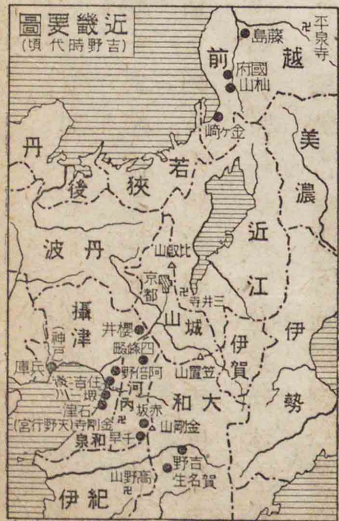 近畿要圖
(吉野時代頃)
平泉寺
越前
藤島
國府
杣山
金ヶ崎
美濃
若狹
丹後
丹波
近江
比叡山
京都
三井寺
山城
伊賀
伊勢
攝津
櫻井
四條畷
(神戸)
兵庫
湊川
阿倍野
住吉
堺
石津
河内
笠置山
大和
赤坂
金剛山
金剛寺(天野行宮)
千早
和泉
吉野
賀名生
高野山
紀伊